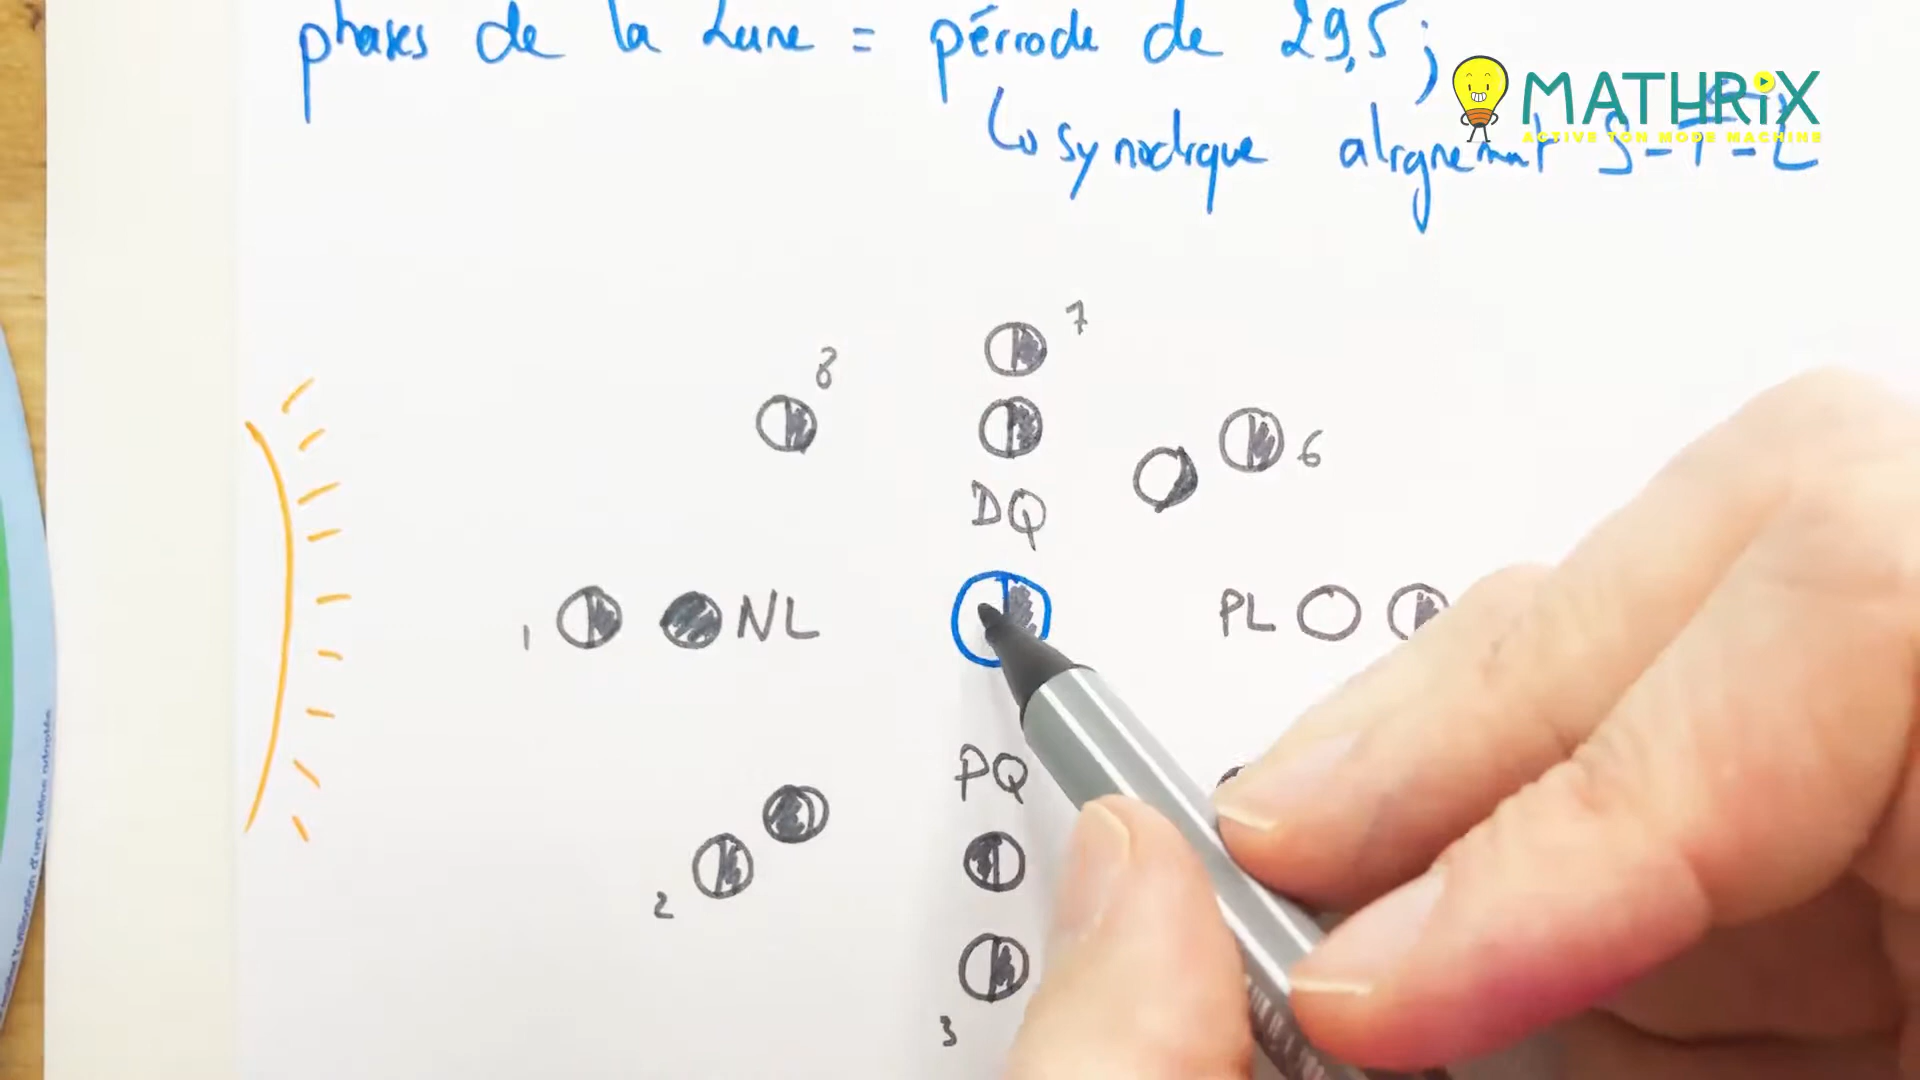 phases de la Lune = période de 29,5 j
MATHRIX
ACTIVE TON MODE MACHINE
↳ synodique alignement S-T-L
7
8
6
DQ
1
NL
PL
PQ
2
3